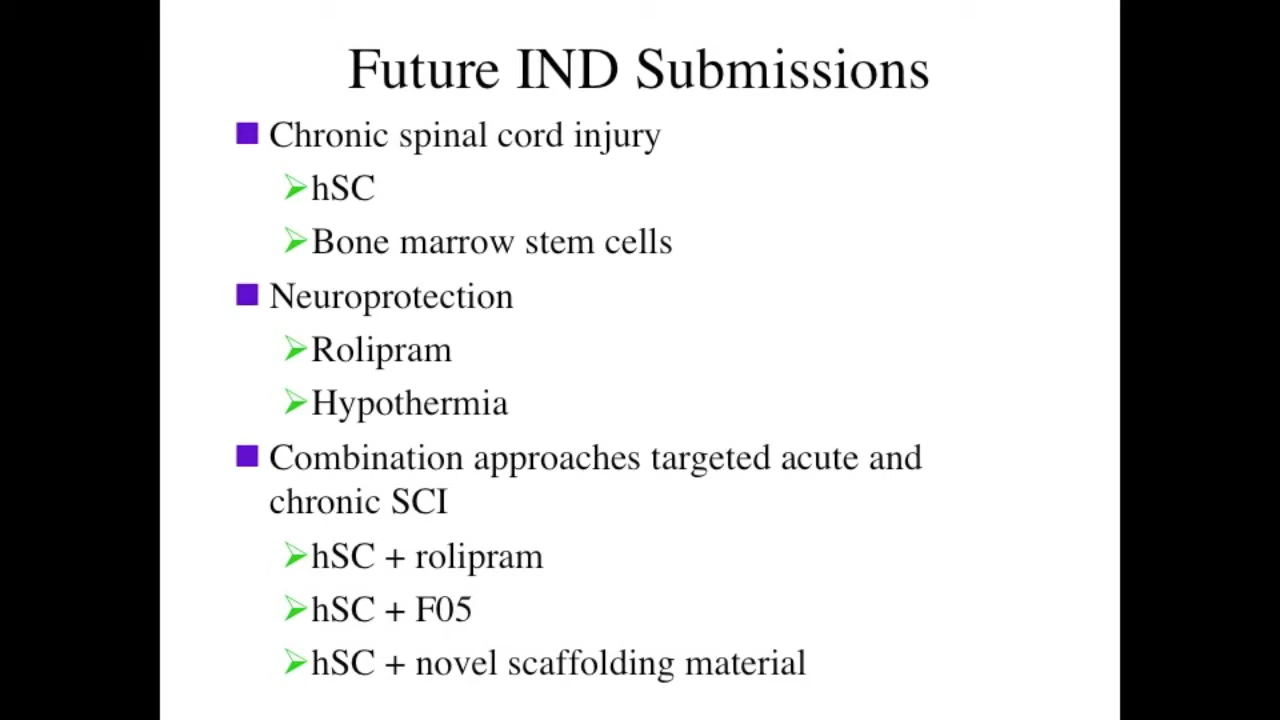 Future IND Submissions
Chronic spinal cord injury
hSC
Bone marrow stem cells
Neuroprotection
Rolipram
Hypothermia
Combination approaches targeted acute and
chronic SCI
hSC + rolipram
hSC + F05
hSC + novel scaffolding material